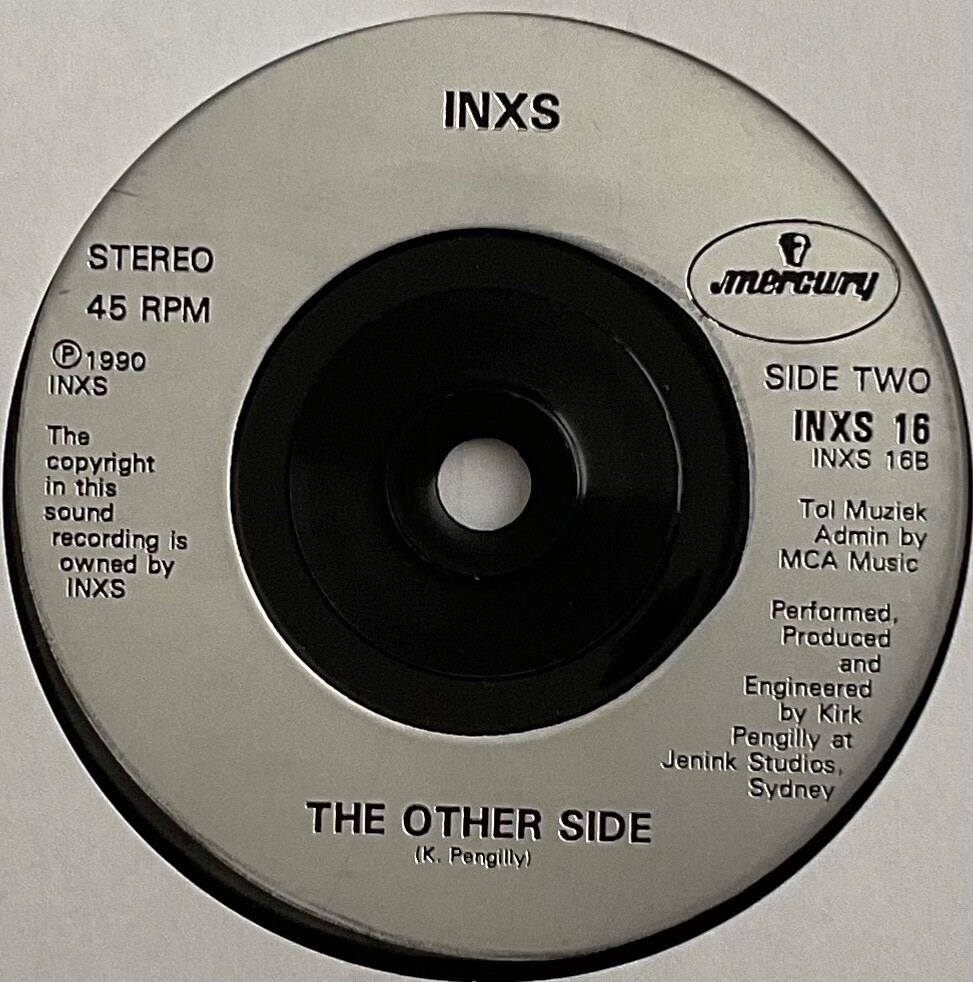 INXS
STEREO
45 RPM
Ⓟ1990
INXS
The
copyright
in this
sound
recording is
owned by
INXS
mercury
SIDE TWO
INXS 16
INXS 16B
Tol Muziek
Admin by
MCA Music
Performed,
Produced
and
Engineered
by Kirk
Pengilly at
Jenink Studios,
Sydney
THE OTHER SIDE
(K. Pengilly)